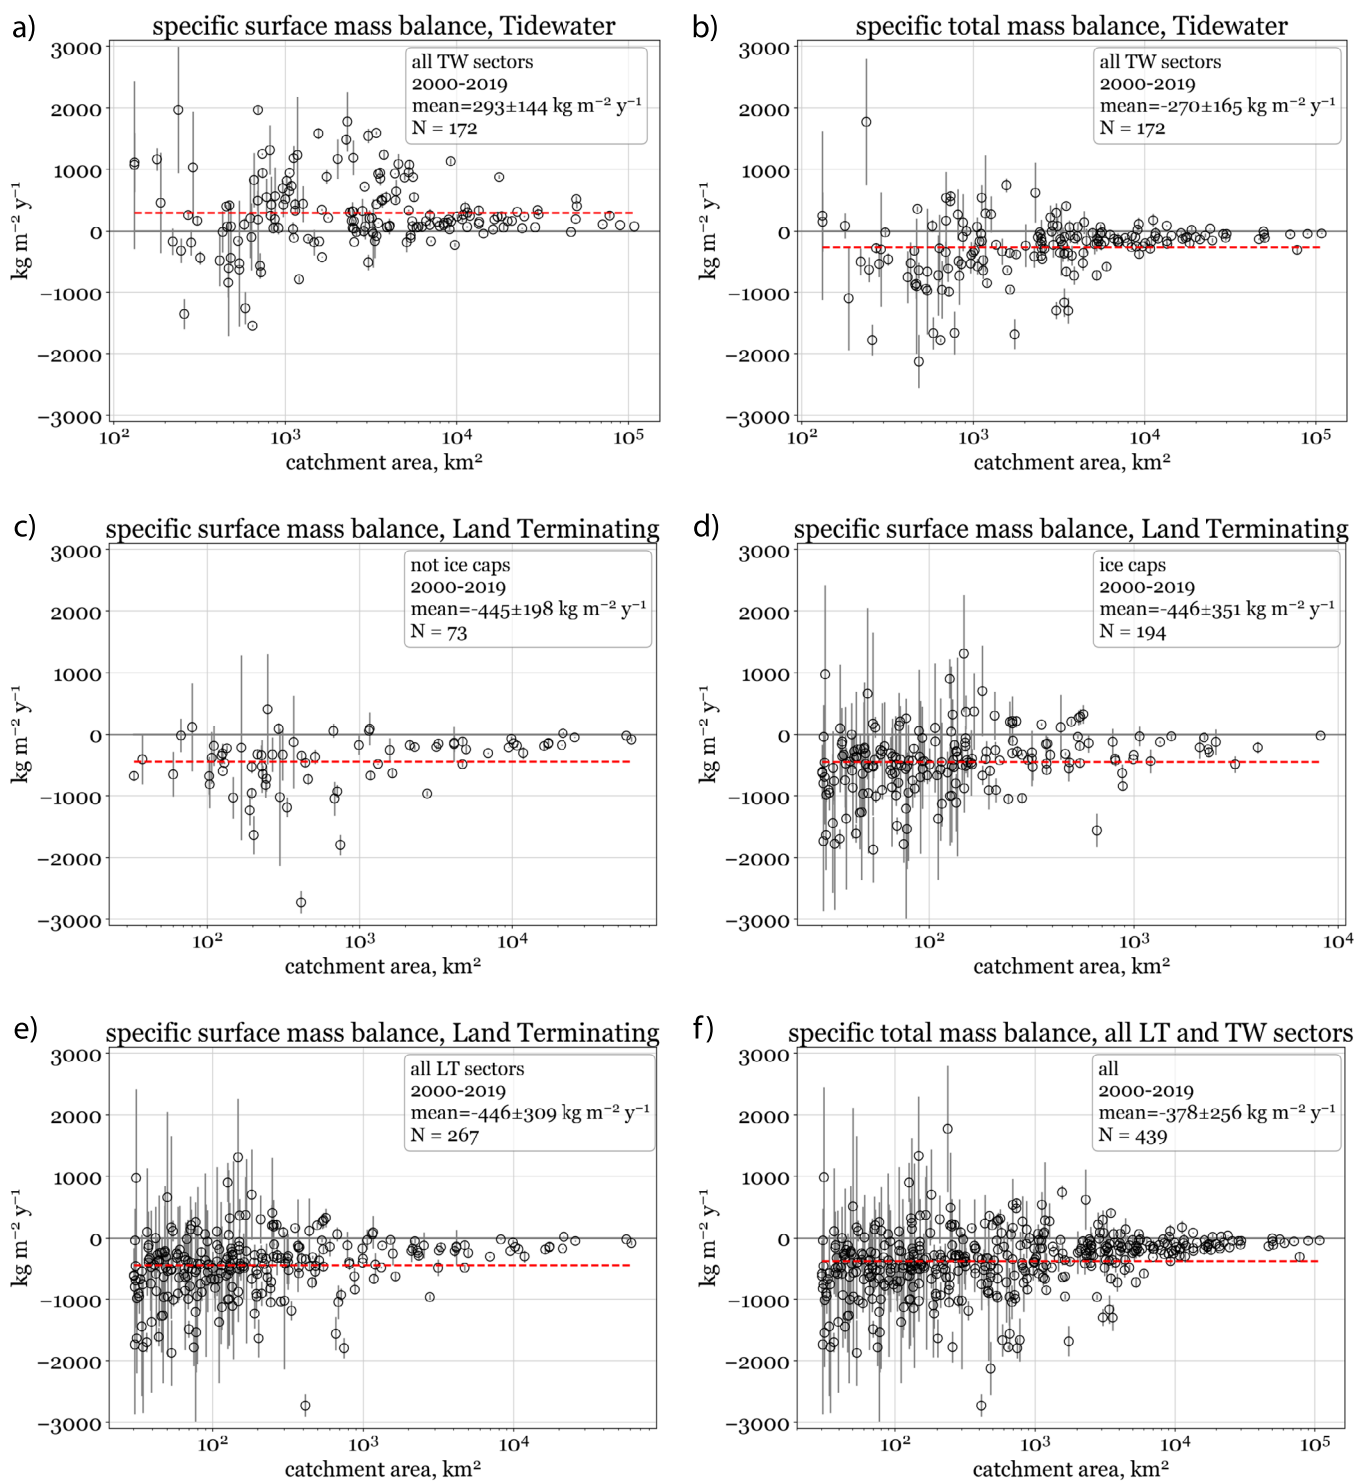 a)
specific surface mass balance, Tidewater
all TW sectors
2000-2019
mean=293±144 kg m⁻² y⁻¹
N = 172
3000
2000
1000
0
−1000
−2000
−3000
kg m⁻² y⁻¹
10² 10³ 10⁴ 10⁵
catchment area, km²
b)
specific total mass balance, Tidewater
all TW sectors
2000-2019
mean=-270±165 kg m⁻² y⁻¹
N = 172
3000
2000
1000
0
−1000
−2000
−3000
kg m⁻² y⁻¹
10² 10³ 10⁴ 10⁵
catchment area, km²
c)
specific surface mass balance, Land Terminating
not ice caps
2000-2019
mean=-445±198 kg m⁻² y⁻¹
N = 73
3000
2000
1000
0
−1000
−2000
−3000
kg m⁻² y⁻¹
10² 10³ 10⁴
catchment area, km²
d)
specific surface mass balance, Land Terminating
ice caps
2000-2019
mean=-446±351 kg m⁻² y⁻¹
N = 194
3000
2000
1000
0
−1000
−2000
−3000
kg m⁻² y⁻¹
10² 10³ 10⁴
catchment area, km²
e)
specific surface mass balance, Land Terminating
all LT sectors
2000-2019
mean=-446±309 kg m⁻² y⁻¹
N = 267
3000
2000
1000
0
−1000
−2000
−3000
kg m⁻² y⁻¹
10² 10³ 10⁴
catchment area, km²
f)
specific total mass balance, all LT and TW sectors
all
2000-2019
mean=-378±256 kg m⁻² y⁻¹
N = 439
3000
2000
1000
0
−1000
−2000
−3000
kg m⁻² y⁻¹
10² 10³ 10⁴ 10⁵
catchment area, km²